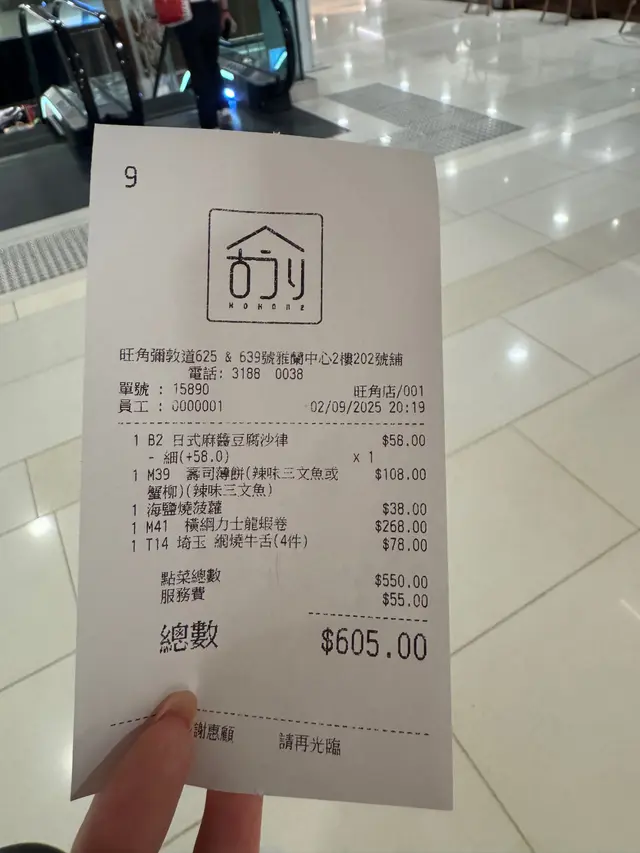 9
KOHONE
旺角彌敦道625 & 639號雅蘭中心2樓202號舖
電話: 3188 0038
單號 : 15890 旺角店/001
員工 : 0000001 02/09/2025 20:19
1 B2 日式麻醬豆腐沙律 $58.00
- 細(+58.0) x 1
1 M39 壽司薄餅(辣味三文魚或 $108.00
蟹柳)(辣味三文魚)
1 海鹽燒菠蘿 $38.00
1 M41 橫綱力士龍蝦卷 $268.00
1 T14 埼玉 網燒牛舌(4件) $78.00
點菜總數 $550.00
服務費 $55.00
總數 $605.00
謝惠顧 請再光臨